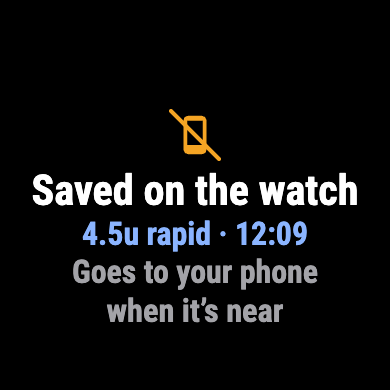 Saved on the watch
4.5u rapid · 12:09
Goes to your phone
when it’s near